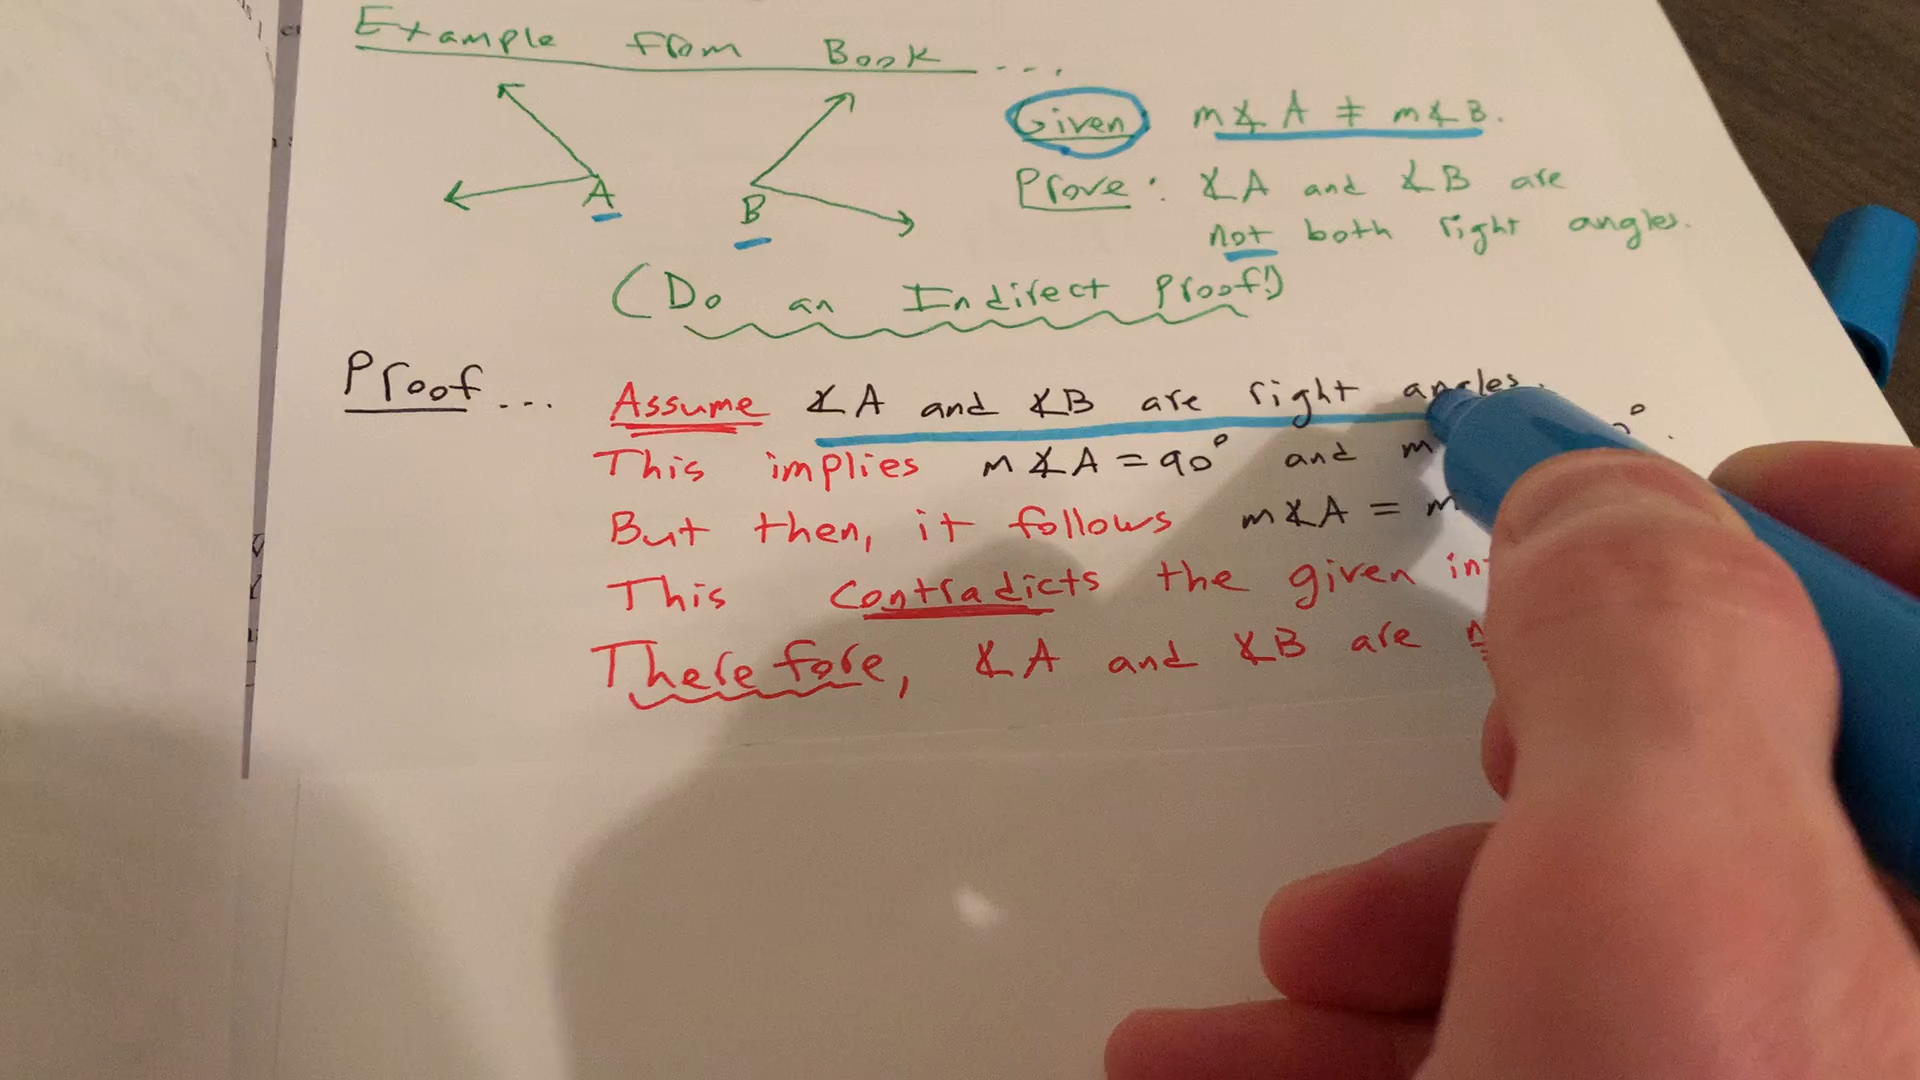 Example from Book ...
Given m∡A ≠ m∡B.
Prove: ∡A and ∡B are
not both right angles.
A
B
(Do an Indirect Proof!)
Proof... Assume ∡A and ∡B are right angles.
This implies m∡A = 90° and m
But then, it follows m∡A = m
This contradicts the given
Therefore, ∡A and ∡B are